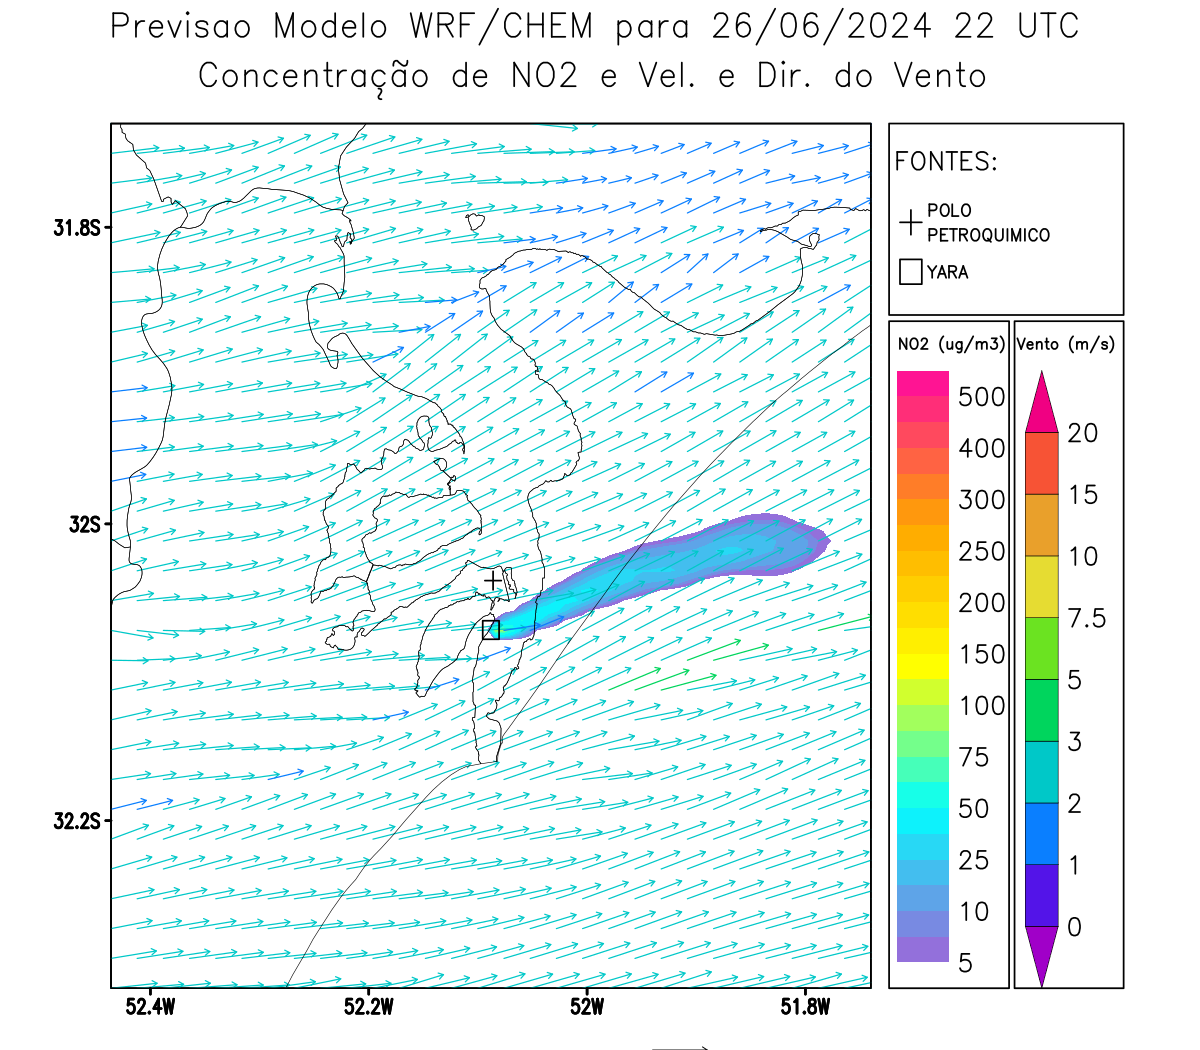 Previsao Modelo WRF/CHEM para 26/06/2024 22 UTC
Concentração de NO2 e Vel. e Dir. do Vento
FONTES:
POLO
PETROQUIMICO
YARA
NO2 (ug/m3)
500
400
300
250
200
150
100
75
50
25
10
5
Vento (m/s)
20
15
10
7.5
5
3
2
1
0
31.8S
32S
32.2S
52.4W
52.2W
52W
51.8W